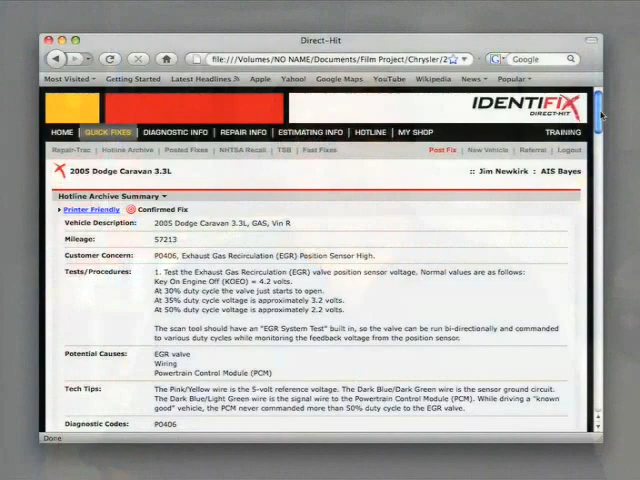 Direct-Hit
file:///Volumes/NO NAME/Documents/Film Project/Chrysler/2
Google
Most Visited Getting Started Latest Headlines Apple Yahoo! Google Maps YouTube Wikipedia News Popular
IDENTIFIX
DIRECT-HIT
HOME QUICK FIXES DIAGNOSTIC INFO REPAIR INFO ESTIMATING INFO HOTLINE MY SHOP TRAINING
Repair-Trac Hotline Archive Posted Fixes NHTSA Recall TSB Fast Fixes Post Fix New Vehicle Referral Logout
2005 Dodge Caravan 3.3L :: Jim Newkirk : AIS Bayes
Hotline Archive Summary
Printer Friendly Confirmed Fix
Vehicle Description: 2005 Dodge Caravan 3.3L, GAS, Vin R
Mileage: 57213
Customer Concern: P0406, Exhaust Gas Recirculation (EGR) Position Sensor High.
Tests/Procedures: 1. Test the Exhaust Gas Recirculation (EGR) valve position sensor voltage. Normal values are as follows:
Key On Engine Off (KOEO) = 4.2 volts.
At 30% duty cycle the valve just starts to open.
At 35% duty cycle voltage is approximately 3.2 volts.
At 50% duty cycle voltage is approximately 2.2 volts.
The scan tool should have an "EGR System Test" built in, so the valve can be run bi-directionally and commanded
to various duty cycles while monitoring the feedback voltage from the position sensor.
Potential Causes: EGR valve
Wiring
Powertrain Control Module (PCM)
Tech Tips: The Pink/Yellow wire is the 5-volt reference voltage. The Dark Blue/Dark Green wire is the sensor ground circuit.
The Dark Blue/Light Green wire is the signal wire to the Powertrain Control Module (PCM). While driving a "known
good" vehicle, the PCM never commanded more than 50% duty cycle to the EGR valve.
Diagnostic Codes: P0406
Done